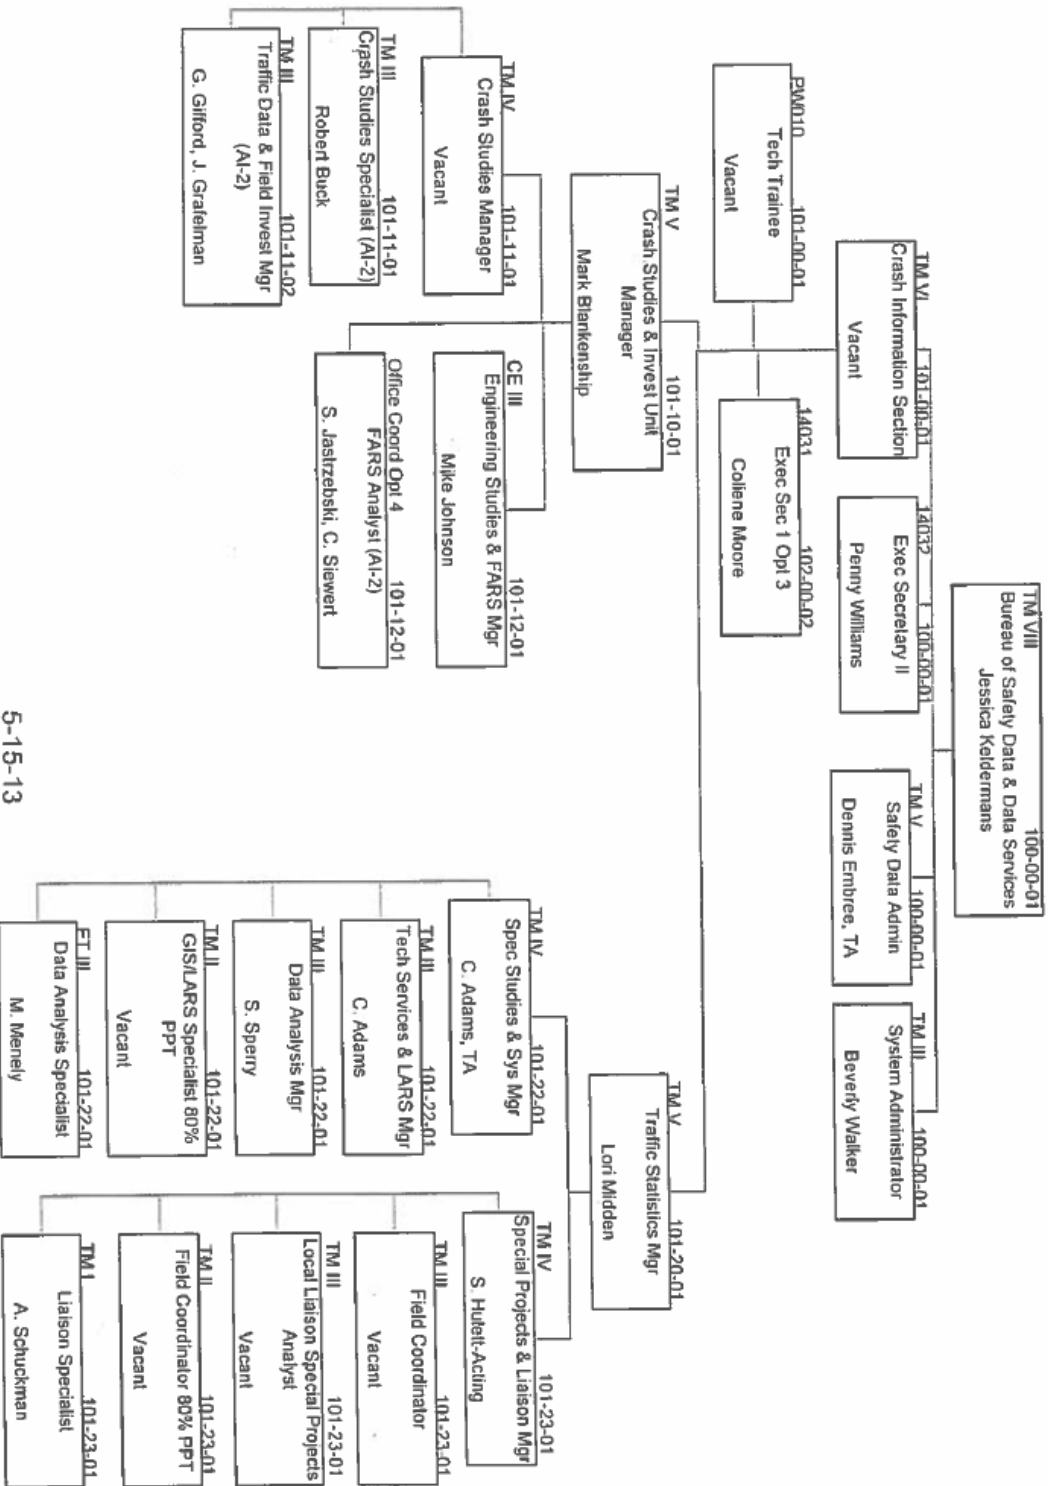 TM VIII 100-00-01
Bureau of Safety Data & Data Services
Jessica Keldermans
TM VI 101-00-01
Crash Information Section
Vacant
14032 100-00-01
Exec Secretary II
Penny Williams
TM V 100-00-01
Safety Data Admin
Dennis Embree, TA
TM III 100-00-01
System Administrator
Beverly Walker
PW010 101-00-01
Tech Trainee
Vacant
14031 102-00-02
Exec Sec 1 Opt 3
Collene Moore
TM V 101-10-01
Crash Studies & Invest Unit
Manager
Mark Blankenship
TM V 101-20-01
Traffic Statistics Mgr
Lori Midden
TM IV 101-11-01
Crash Studies Manager
Vacant
TM III 101-11-01
Crash Studies Specialist (AI-2)
Robert Buck
TM III 101-11-02
Traffic Data & Field Invest Mgr
(AI-2)
G. Gifford, J. Grafelman
CE III 101-12-01
Engineering Studies & FARS Mgr
Mike Johnson
Office Coord Opt 4 101-12-01
FARS Analyst (AI-2)
S. Jastrzebski, C. Siewert
TM IV 101-22-01
Spec Studies & Sys Mgr
C. Adams, TA
TM III 101-22-01
Tech Services & LARS Mgr
C. Adams
TM III 101-22-01
Data Analysis Mgr
S. Sperry
TM II 101-22-01
GIS/LARS Specialist 80%
PPT
Vacant
ET III 101-22-01
Data Analysis Specialist
M. Menely
TM IV 101-23-01
Special Projects & Liaison Mgr
S. Hulett-Acting
TM III 101-23-01
Field Coordinator
Vacant
TM III 101-23-01
Local Liaison Special Projects
Analyst
Vacant
TM II 101-23-01
Field Coordinator 80% PPT
Vacant
TM 1 101-23-01
Liaison Specialist
A. Schuckman
5-15-13